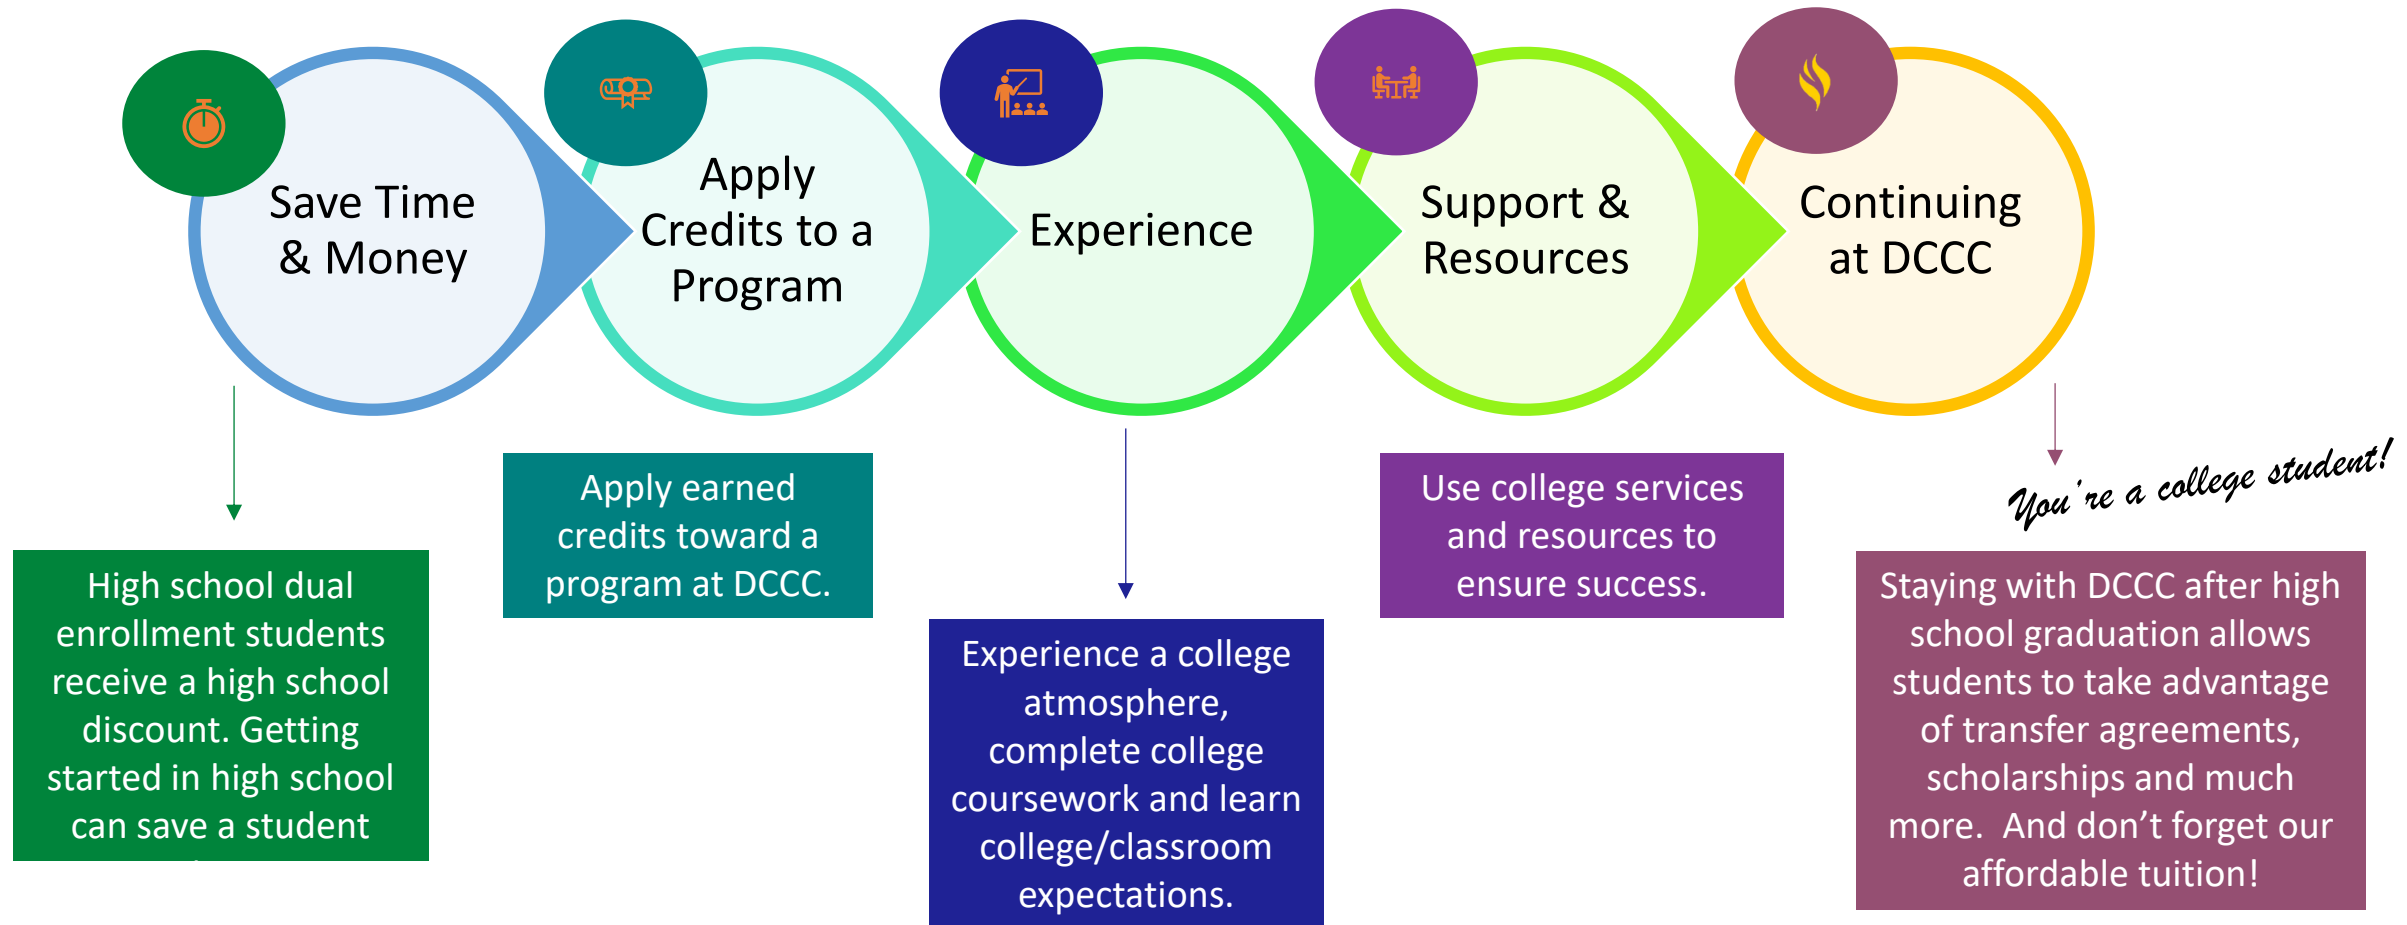 Save Time
& Money
Apply
Credits to a
Program
Experience
Support &
Resources
Continuing
at DCCC
High school dual
enrollment students
receive a high school
discount. Getting
started in high school
can save a student
Apply earned
credits toward a
program at DCCC.
Experience a college
atmosphere,
complete college
coursework and learn
college/classroom
expectations.
Use college services
and resources to
ensure success.
You're a college student!
Staying with DCCC after high
school graduation allows
students to take advantage
of transfer agreements,
scholarships and much
more.  And don’t forget our
affordable tuition!